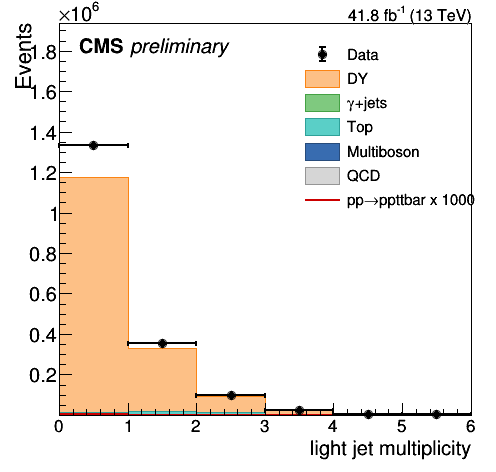 ×10⁶
41.8 fb⁻¹ (13 TeV)
Events
CMS preliminary
Data
DY
γ+jets
Top
Multiboson
QCD
pp→ppttbar x 1000
1.8
1.6
1.4
1.2
1
0.8
0.6
0.4
0.2
0 1 2 3 4 5 6
light jet multiplicity